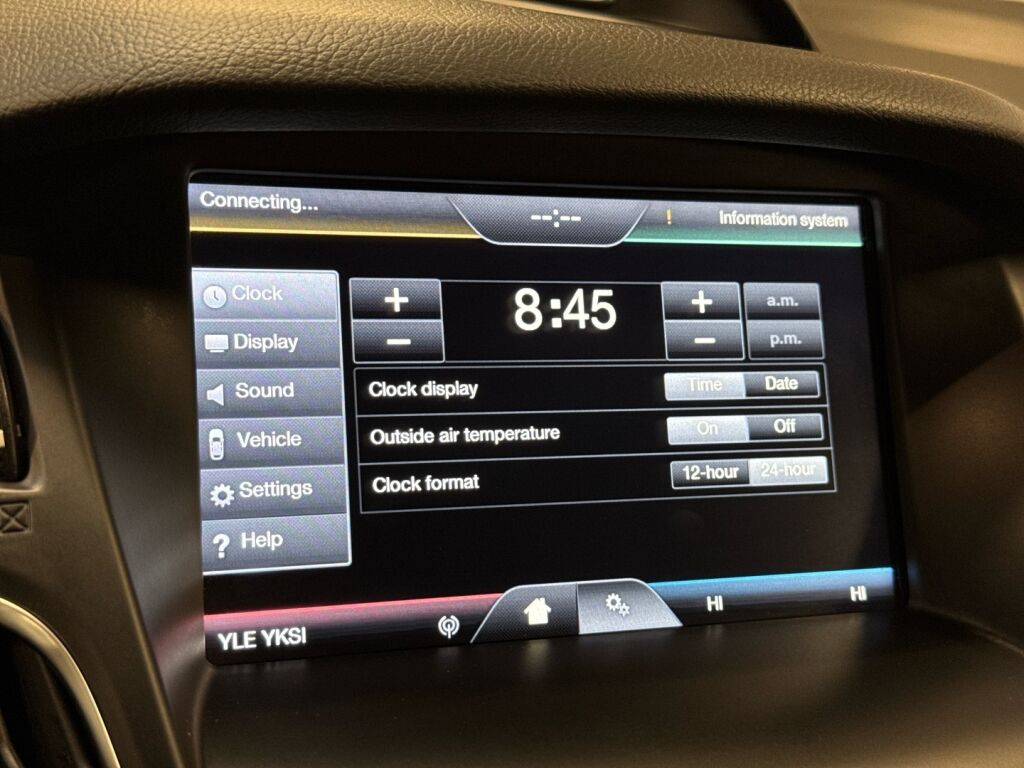 Connecting...
--:--
! Information system
Clock
+ 8:45 + a.m.
- - p.m.
Display
Clock display Time Date
Sound
Outside air temperature On Off
Vehicle
Clock format 12-hour 24-hour
Settings
? Help
YLE YKSI
HI HI